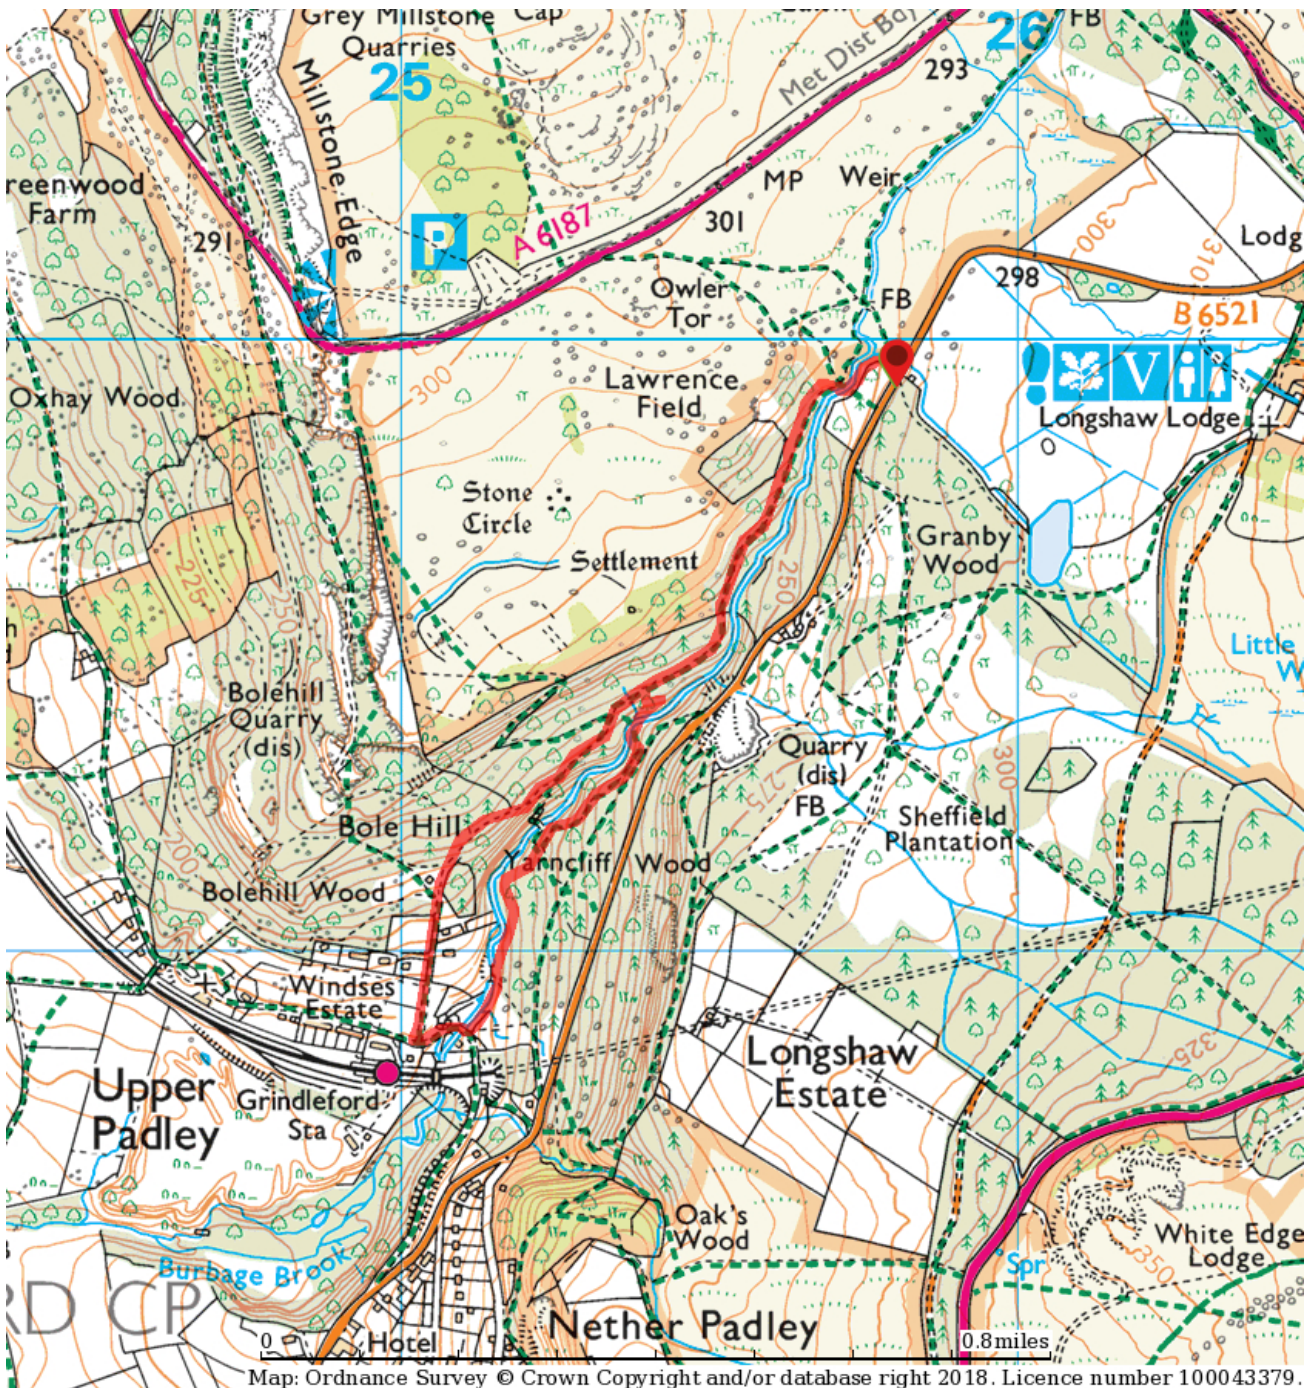 Grey Millstone
Quarries
Cap
25
Millstone Edge
Met Dist Bdy
26
FB
293
reenwood
Farm
291
P
A 6187
MP
Weir
301
300
310
Lodg
298
B 6521
Owler
Tor
FB
300
Lawrence
Field
V
Longshaw Lodge
Oxhay Wood
Stone
Circle
Settlement
Granby
Wood
225
250
250
Little
W
Bolehill
Quarry
(dis)
Quarry
(dis)
FB
275
300
Sheffield
Plantation
Bole Hill
200
Yarncliff Wood
Bolehill Wood
Windses
Estate
Longshaw
Estate
325
Upper
Padley
Grindleford
Sta
Oak's
Wood
White Edge
Lodge
350
Spr
Burbage Brook
RD CP
Hotel
Nether Padley
0
0.8miles
Map: Ordnance Survey © Crown Copyright and/or database right 2018. Licence number 100043379.